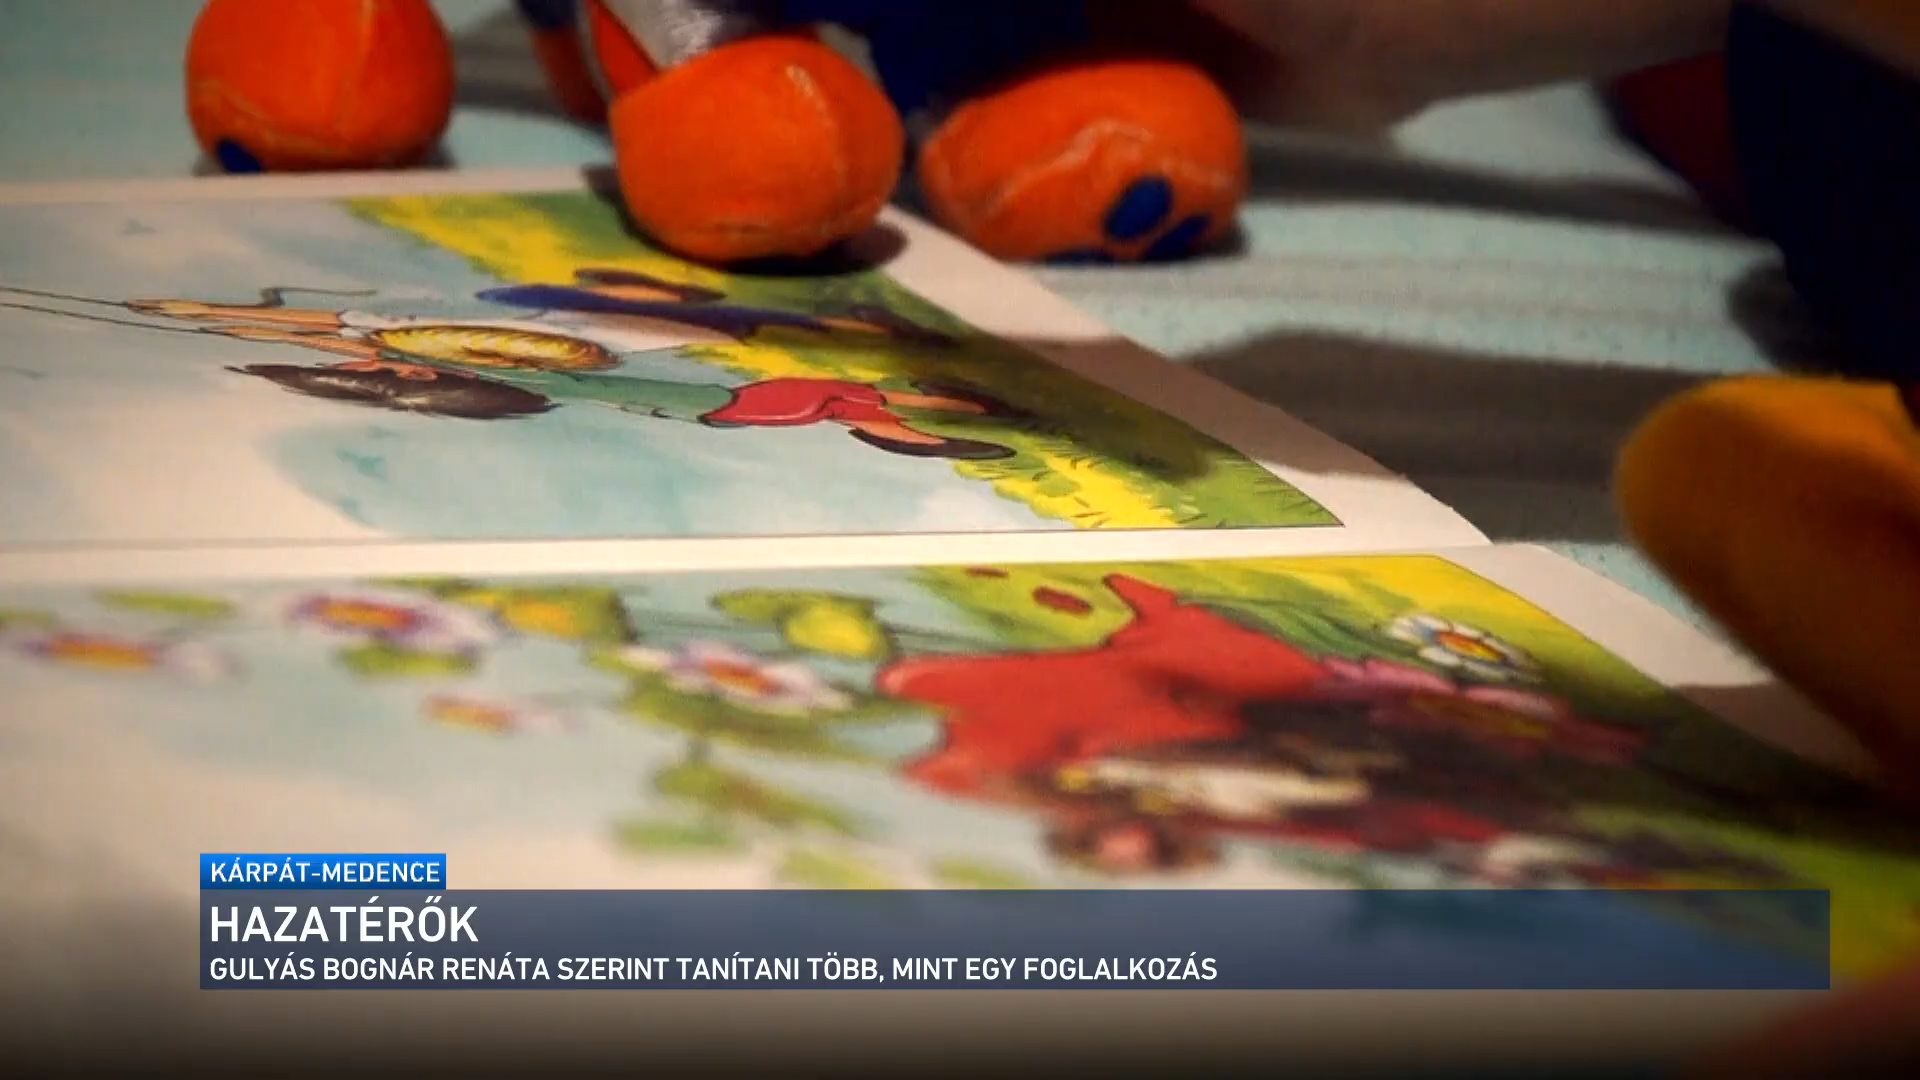 KÁRPÁT-MEDENCE
HAZATÉRŐK
GULYÁS BOGNÁR RENÁTA SZERINT TANÍTANI TÖBB, MINT EGY FOGLALKOZÁS